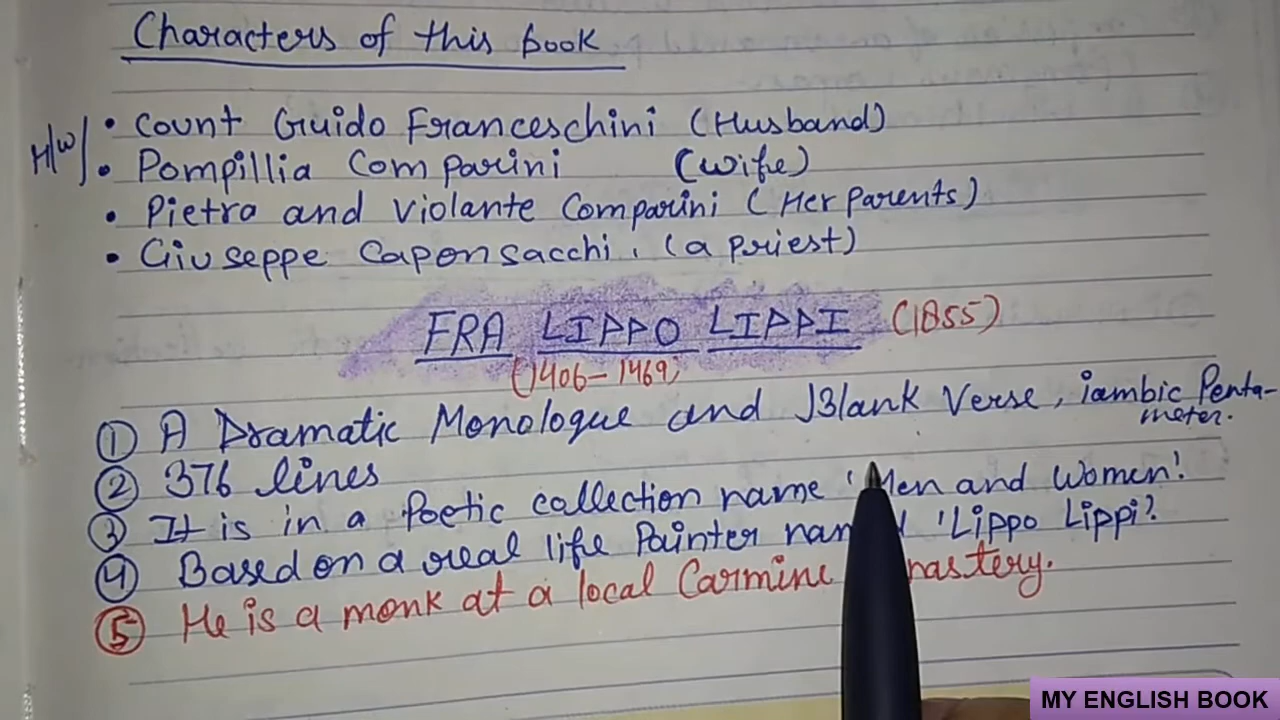 Characters of this book
H/W
• Count Guido Franceschini (Husband)
• Pompillia Comparini (Wife)
• Pietro and Violante Comparini (Her Parents)
• Giuseppe Caponsacchi. (a priest)
FRA LIPPO LIPPI (1855)
(1406-1469)
① A Dramatic Monologue and Blank Verse, iambic Penta-
meter.
② 376 lines
③ It is in a Poetic collection name 'Men and Women'
④ Based on a real life Painter 'Lippo Lippi'
⑤ He is a monk at a local Carmine
MY ENGLISH BOOK